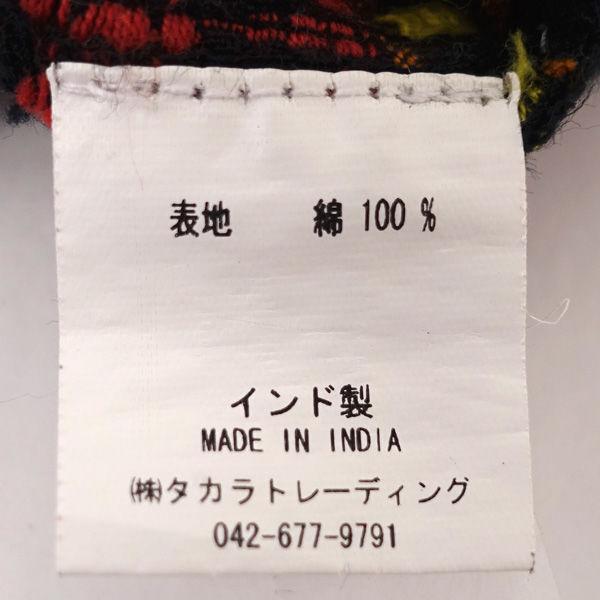 表地 綿 100 %
インド製
MADE IN INDIA
㈱タカラトレーディング
042-677-9791